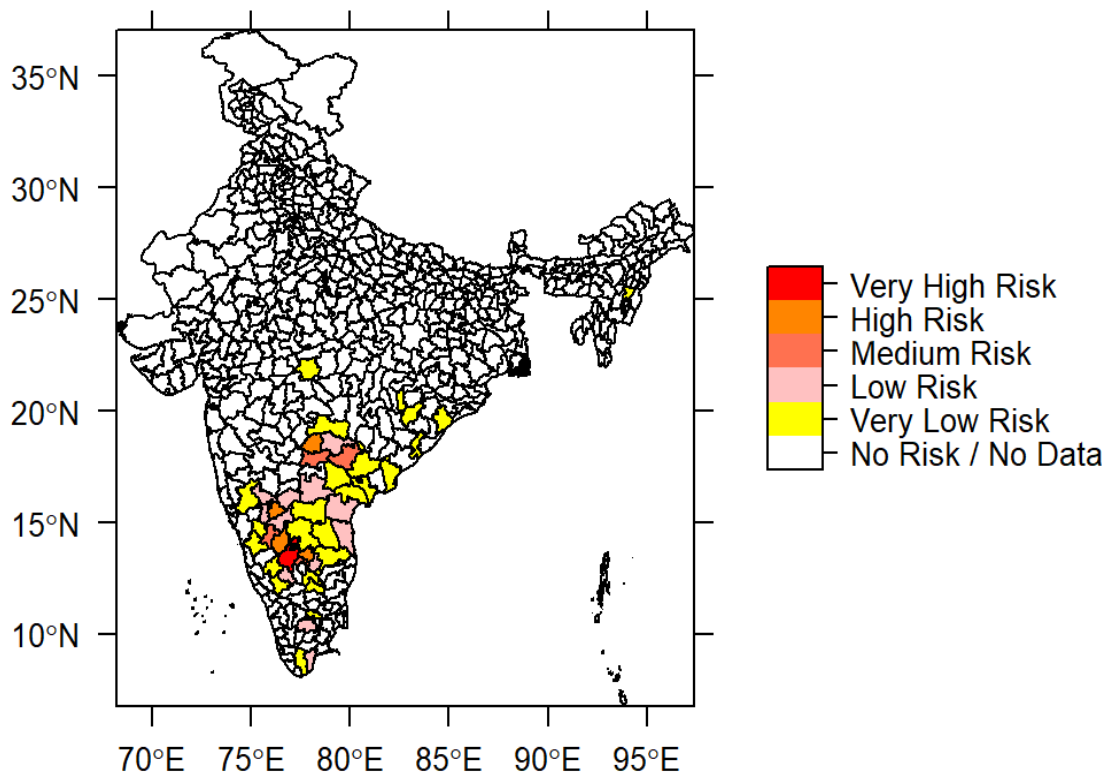 35°N
30°N
25°N
20°N
15°N
10°N
70°E 75°E 80°E 85°E 90°E 95°E
Very High Risk
High Risk
Medium Risk
Low Risk
Very Low Risk
No Risk / No Data